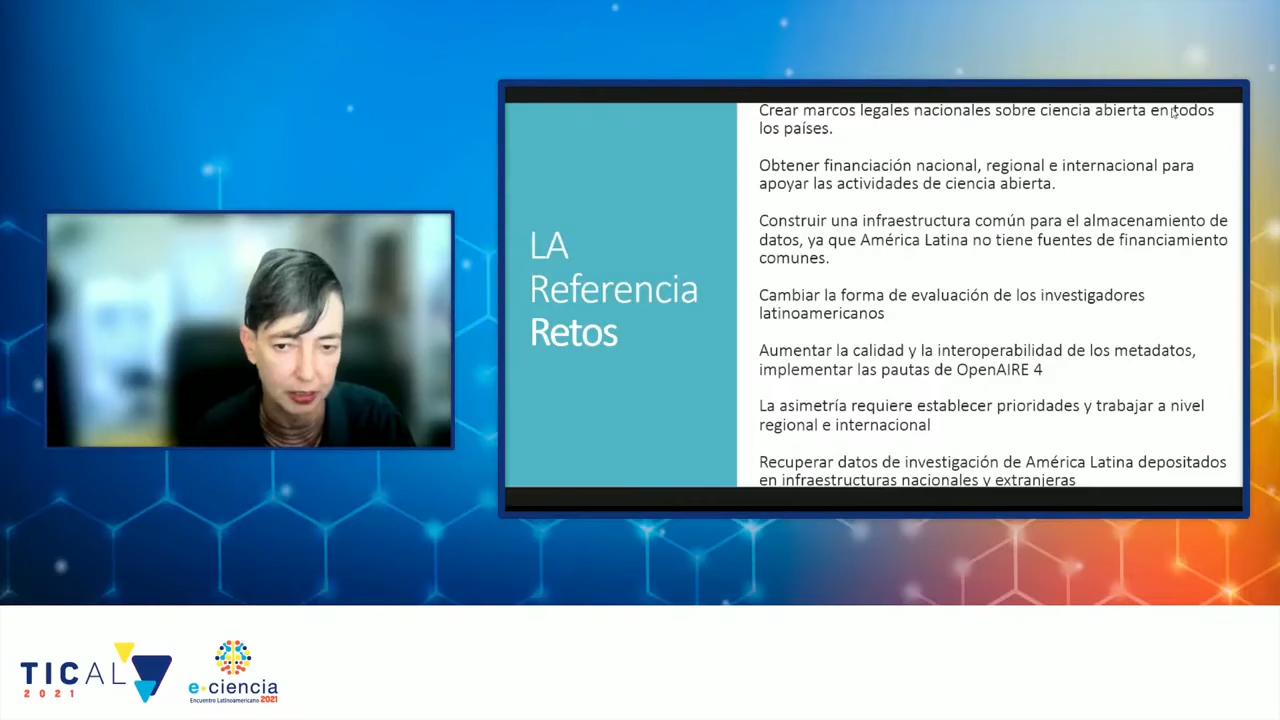 LA
Referencia
Retos
Crear marcos legales nacionales sobre ciencia abierta en todos
los países.
Obtener financiación nacional, regional e internacional para
apoyar las actividades de ciencia abierta.
Construir una infraestructura común para el almacenamiento de
datos, ya que América Latina no tiene fuentes de financiamiento
comunes.
Cambiar la forma de evaluación de los investigadores
latinoamericanos
Aumentar la calidad y la interoperabilidad de los metadatos,
implementar las pautas de OpenAIRE 4
La asimetría requiere establecer prioridades y trabajar a nivel
regional e internacional
Recuperar datos de investigación de América Latina depositados
en infraestructuras nacionales y extranjeras
TICAL
2021
e-ciencia
Encuentro Latinoamericano 2021